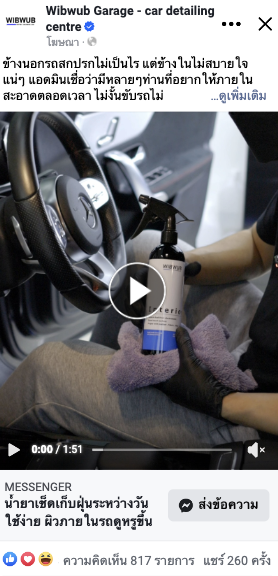 WIBWUB
Wibwub Garage - car detailing
centre
โฆษณา ·
ข้างนอกรถสกปรกไม่เป็นไร แต่ข้างในไม่สบายใจ
แน่ๆ แอดมินเชื่อว่ามีหลายๆท่านที่อยากให้ภายใน
สะอาดตลอดเวลา ไม่งั้นขับรถไม่ ...ดูเพิ่มเติม
WIBWUB
0:00 / 1:51
MESSENGER
น้ำยาเช็ดเก็บฝุ่นระหว่างวัน
ใช้ง่าย ผิวภายในรถดูหรูขึ้น
ส่งข้อความ
ความคิดเห็น 817 รายการ แชร์ 260 ครั้ง